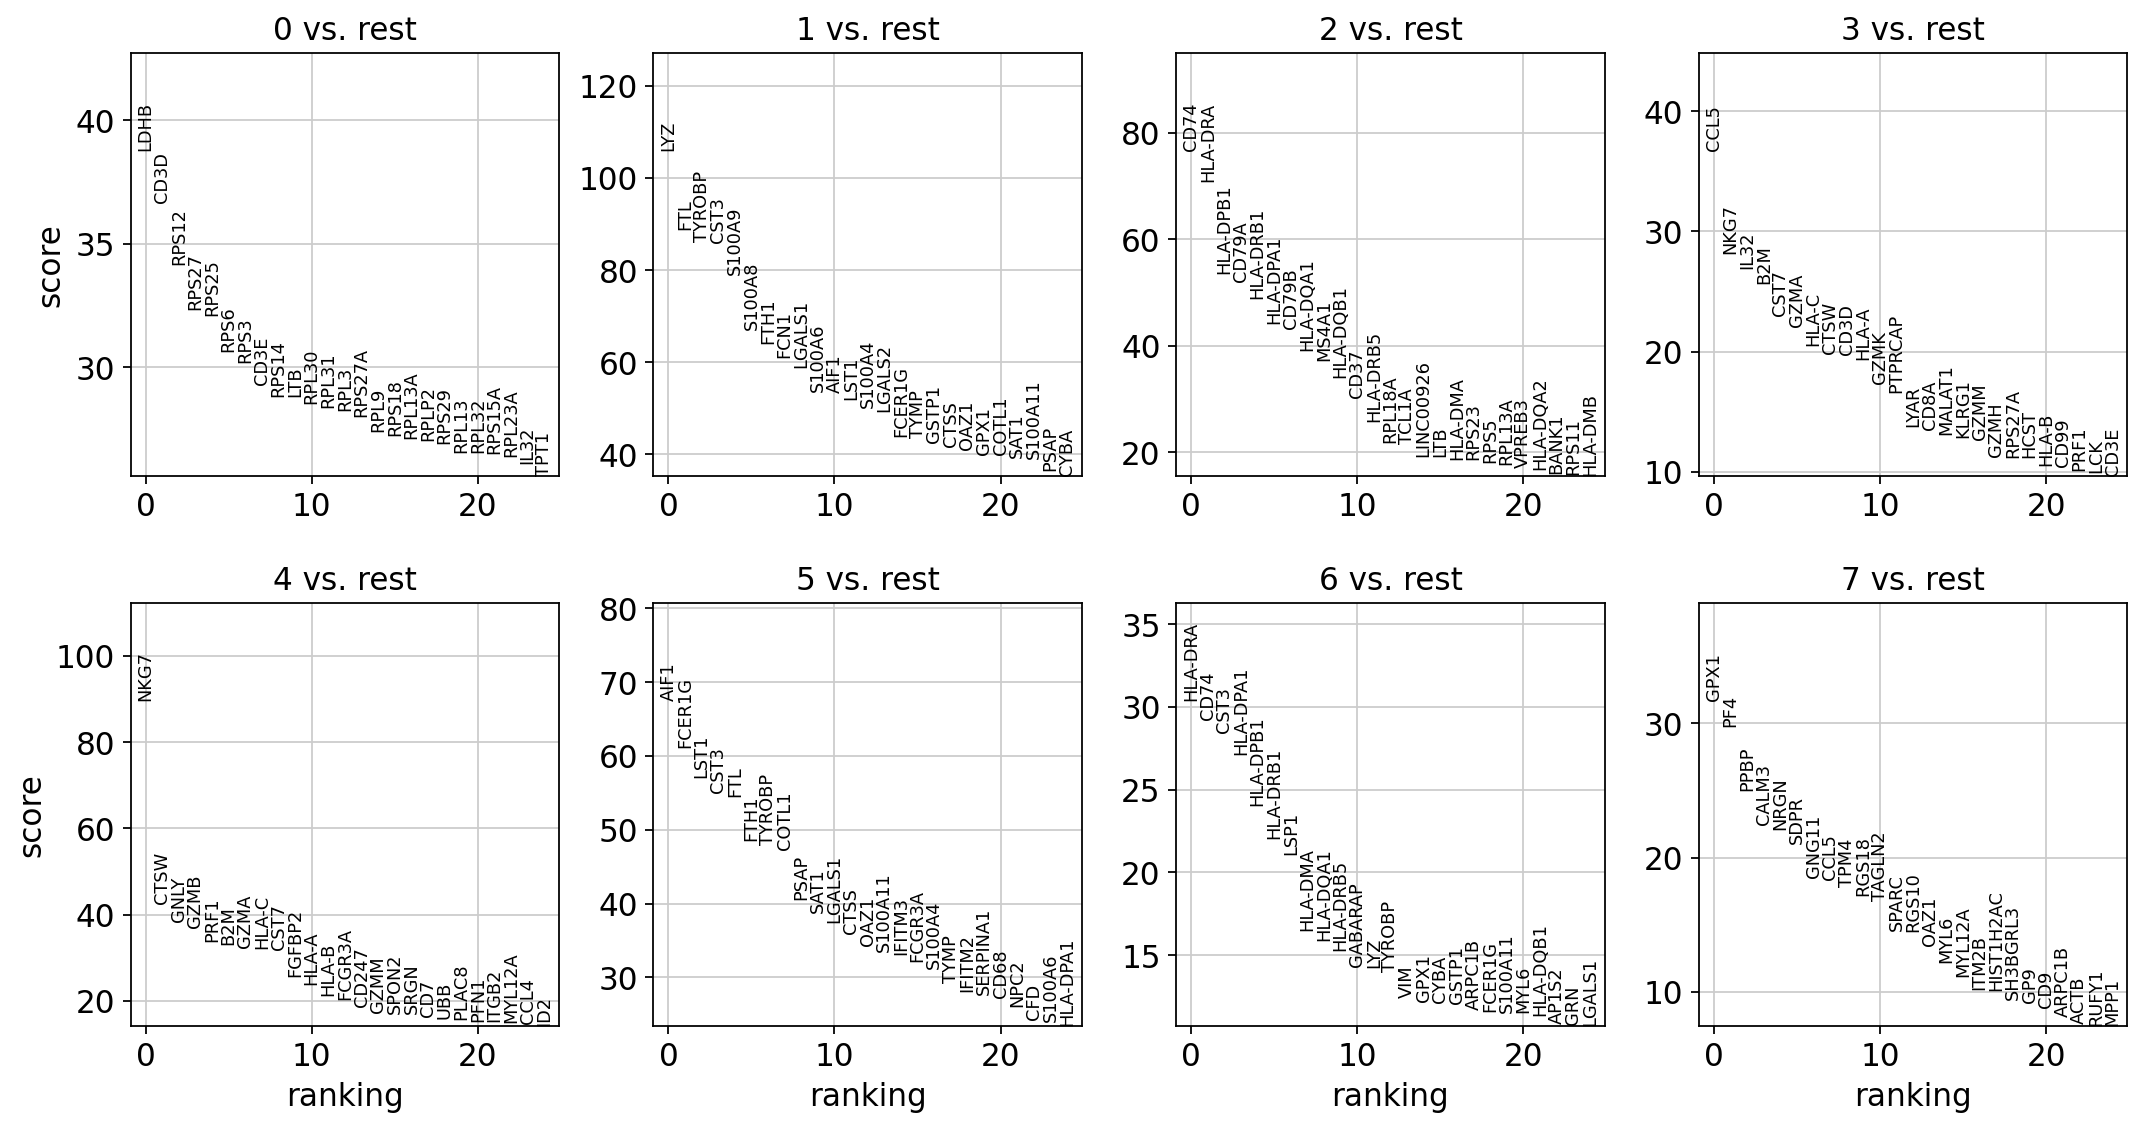 0 vs. rest
1 vs. rest
2 vs. rest
3 vs. rest
score
40
35
30
LDHB
CD3D
RPS12
RPS27
RPS25
RPS6
RPS3
CD3E
RPS14
LTB
RPL30
RPL31
RPL3
RPS27A
RPL9
RPS18
RPL13A
RPLP2
RPS29
RPL13
RPL32
RPS15A
RPL23A
IL32
TPT1
0
10
20
120
100
80
60
40
LYZ
FTL
TYROBP
CST3
S100A9
S100A8
FTH1
FCN1
LGALS1
S100A6
AIF1
LST1
S100A4
LGALS2
FCER1G
TYMP
GSTP1
CTSS
OAZ1
GPX1
COTL1
SAT1
S100A11
PSAP
CYBA
0
10
20
80
60
40
20
CD74
HLA-DRA
HLA-DPB1
CD79A
HLA-DRB1
HLA-DPA1
CD79B
HLA-DQA1
MS4A1
HLA-DQB1
CD37
HLA-DRB5
RPL18A
TCL1A
LINC00926
LTB
HLA-DMA
RPS23
RPS5
RPL13A
VPREB3
HLA-DQA2
BANK1
RPS11
HLA-DMB
0
10
20
40
30
20
10
CCL5
NKG7
IL32
B2M
CST7
GZMA
HLA-C
CTSW
CD3D
HLA-A
GZMK
PTPRCAP
LYAR
CD8A
MALAT1
KLRG1
GZMM
GZMH
RPS27A
HCST
HLA-B
CD99
PRF1
LCK
CD3E
0
10
20
4 vs. rest
5 vs. rest
6 vs. rest
7 vs. rest
score
100
80
60
40
20
NKG7
CTSW
GNLY
GZMB
PRF1
B2M
GZMA
HLA-C
CST7
FGFBP2
HLA-A
HLA-B
FCGR3A
CD247
GZMM
SPON2
SRGN
CD7
UBB
PLAC8
PFN1
ITGB2
MYL12A
CCL4
ID2
0
10
20
ranking
80
70
60
50
40
30
AIF1
FCER1G
LST1
CST3
FTL
FTH1
TYROBP
COTL1
PSAP
SAT1
LGALS1
CTSS
OAZ1
S100A11
IFITM3
FCGR3A
S100A4
TYMP
IFITM2
SERPINA1
CD68
NPC2
CFD
S100A6
HLA-DPA1
0
10
20
ranking
35
30
25
20
15
HLA-DRA
CD74
CST3
HLA-DPA1
HLA-DPB1
HLA-DRB1
LSP1
HLA-DMA
HLA-DQA1
HLA-DRB5
GABARAP
LYZ
TYROBP
VIM
GPX1
CYBA
GSTP1
ARPC1B
FCER1G
S100A11
MYL6
HLA-DQB1
AP1S2
GRN
LGALS1
0
10
20
ranking
30
20
10
GPX1
PF4
PPBP
CALM3
NRGN
SDPR
GNG11
CCL5
TPM4
RGS18
TAGLN2
SPARC
RGS10
OAZ1
MYL6
MYL12A
ITM2B
HIST1H2AC
SH3BGRL3
GP9
CD9
ARPC1B
ACTB
RUFY1
MPP1
0
10
20
ranking